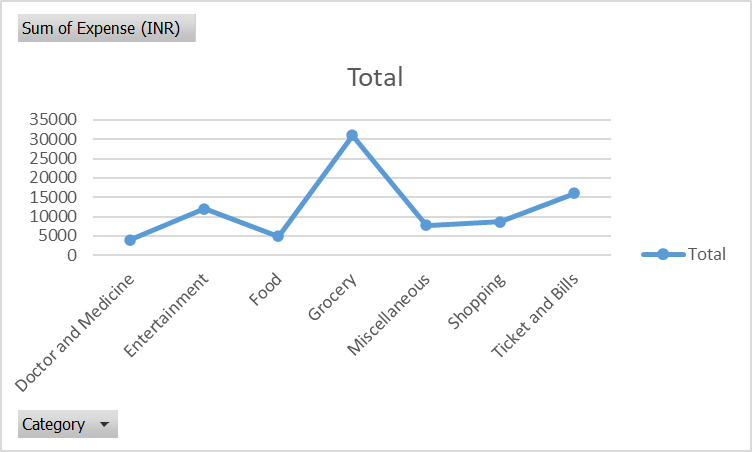 Sum of Expense (INR)
Total
35000
30000
25000
20000
15000
10000
5000
0
Doctor and Medicine
Entertainment
Food
Grocery
Miscellaneous
Shopping
Ticket and Bills
Total
Category